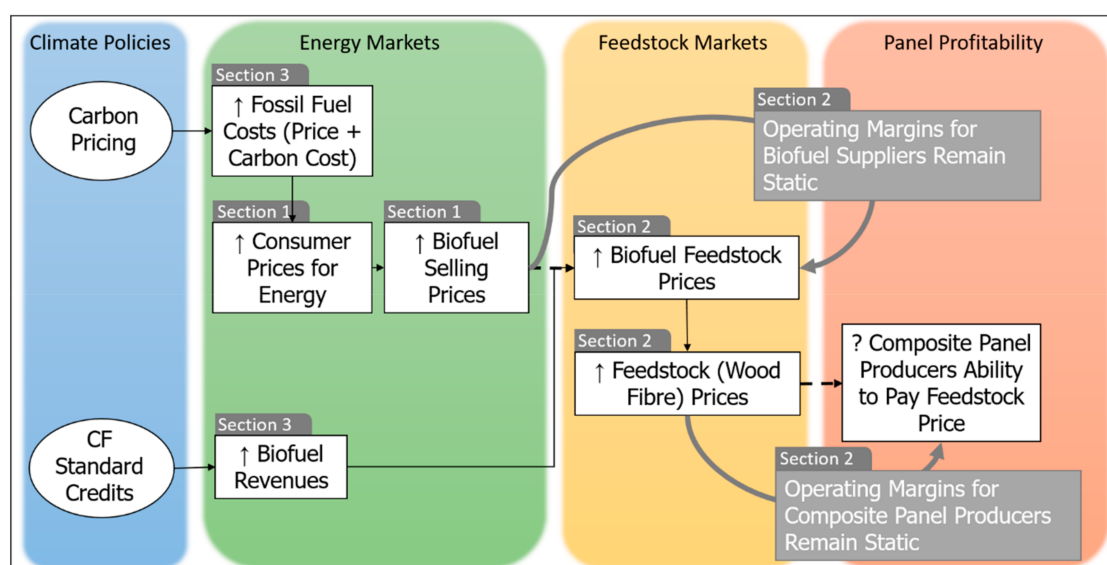 Climate Policies
Energy Markets
Feedstock Markets
Panel Profitability
Carbon
Pricing
Section 3
↑ Fossil Fuel
Costs (Price +
Carbon Cost)
Section 2
Operating Margins for
Biofuel Suppliers Remain
Static
Section 1
↑ Consumer
Prices for
Energy
Section 1
↑ Biofuel
Selling
Prices
Section 2
↑ Biofuel Feedstock
Prices
Section 2
↑ Feedstock (Wood
Fibre) Prices
? Composite Panel
Producers Ability
to Pay Feedstock
Price
CF
Standard
Credits
Section 3
↑ Biofuel
Revenues
Section 2
Operating Margins for
Composite Panel Producers
Remain Static